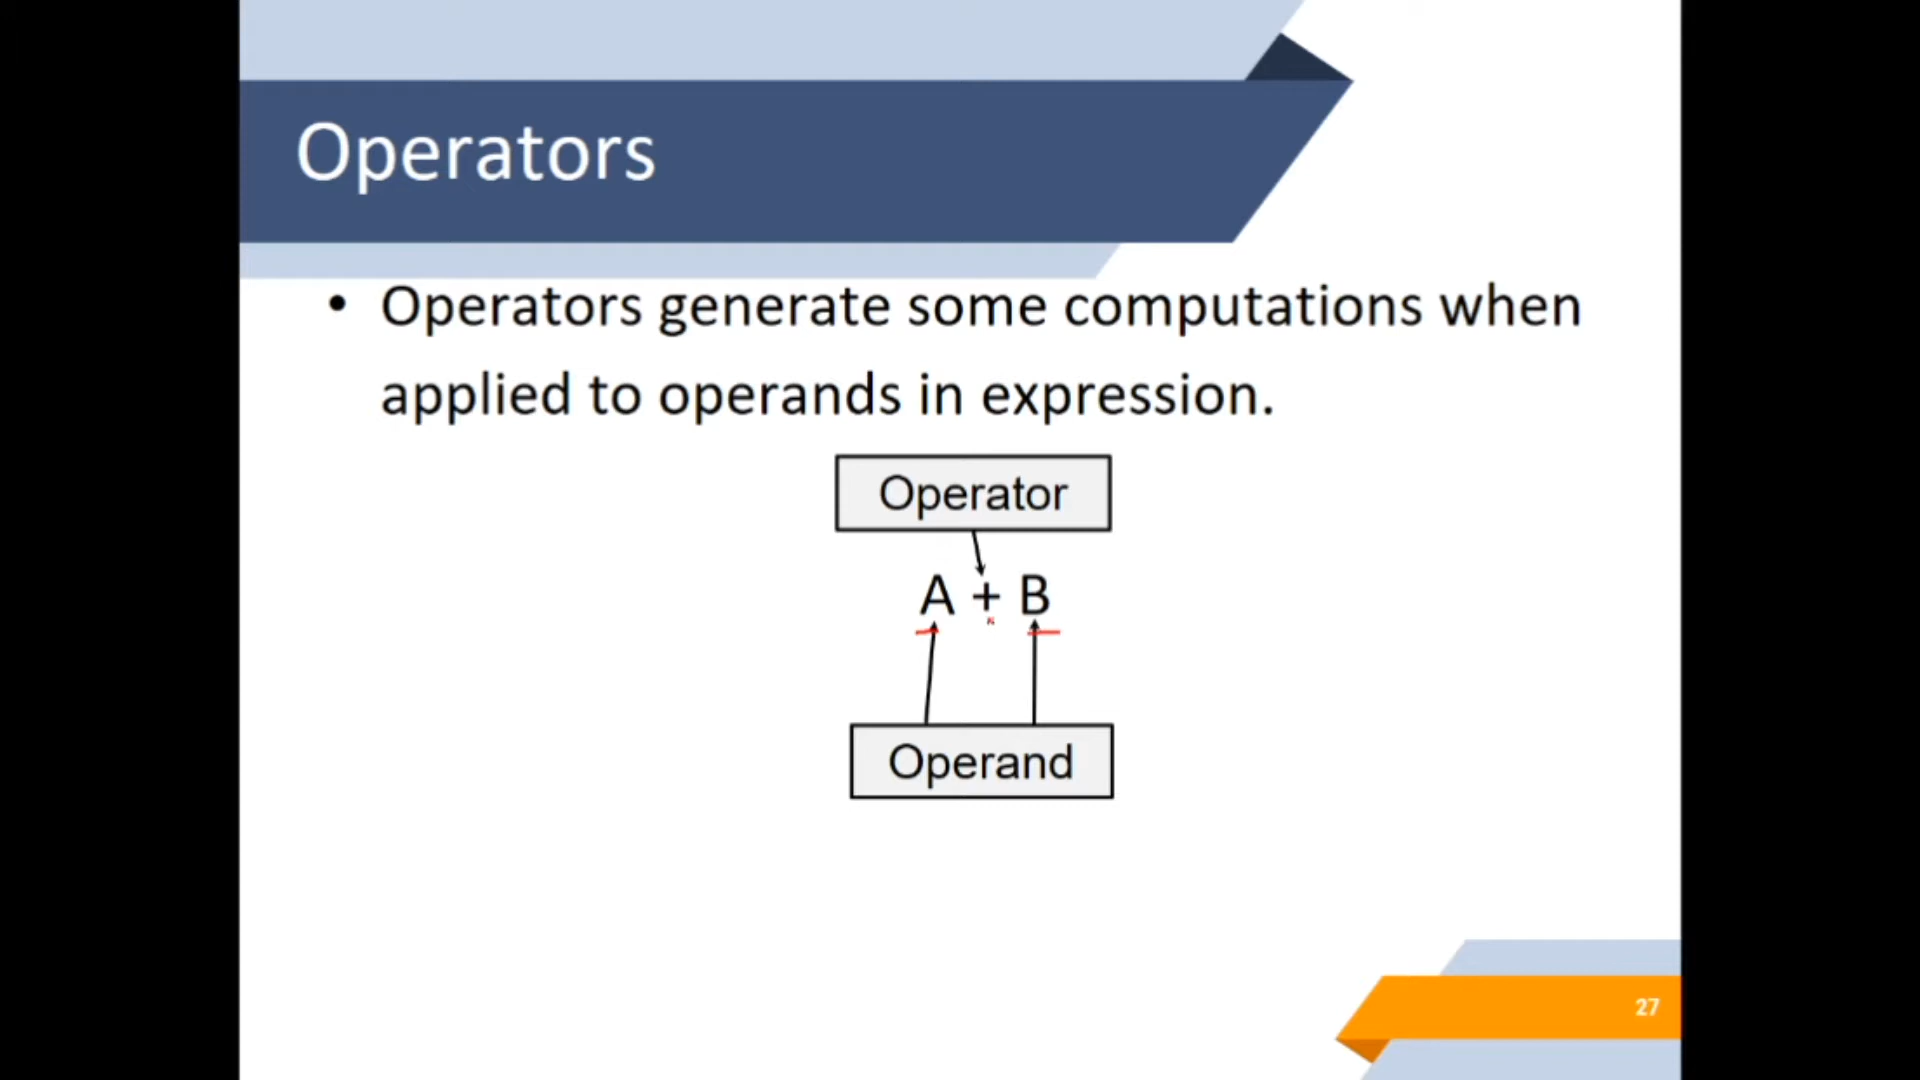 Operators
• Operators generate some computations when
applied to operands in expression.
Operator
A + B
Operand
27